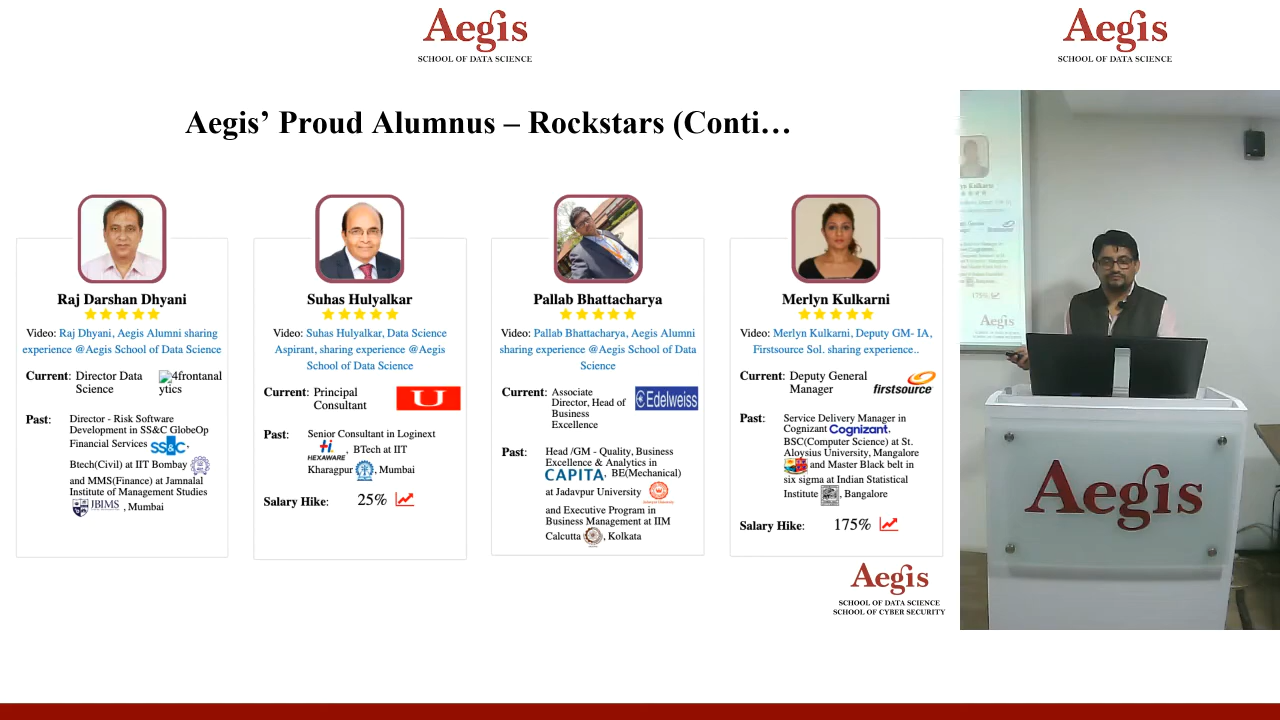 Aegis
SCHOOL OF DATA SCIENCE
Aegis
SCHOOL OF DATA SCIENCE
Aegis' Proud Alumnus – Rockstars (Conti…
Raj Darshan Dhyani
Video: Raj Dhyani, Aegis Alumni sharing
experience @Aegis School of Data Science
Current: Director Data
Science
4frontanal
ytics
Past: Director - Risk Software
Development in SS&C GlobeOp
Financial Services SS&C.
Btech(Civil) at IIT Bombay
and MMS(Finance) at Jamnalal
Institute of Management Studies
JBIMS , Mumbai
Suhas Hulyalkar
Video: Suhas Hulyalkar, Data Science
Aspirant, sharing experience @Aegis
School of Data Science
Current: Principal
Consultant
U
Past: Senior Consultant in Loginext
Hi HEXAWARE, BTech at IIT
Kharagpur , Mumbai
Salary Hike: 25%
Pallab Bhattacharya
Video: Pallab Bhattacharya, Aegis Alumni
sharing experience @Aegis School of Data
Science
Current: Associate
Director, Head of
Business
Excellence
Edelweiss
Past: Head /GM - Quality, Business
Excellence & Analytics in
CAPITA, BE(Mechanical)
at Jadavpur University
and Executive Program in
Business Management at IIM
Calcutta , Kolkata
Merlyn Kulkarni
Video: Merlyn Kulkarni, Deputy GM- IA,
Firstsource Sol. sharing experience..
Current: Deputy General
Manager
firstsource
Past: Service Delivery Manager in
Cognizant Cognizant,
BSC(Computer Science) at St.
Aloysius University, Mangalore
and Master Black belt in
six sigma at Indian Statistical
Institute , Bangalore
Salary Hike: 175%
Aegis
SCHOOL OF DATA SCIENCE
SCHOOL OF CYBER SECURITY
Kulkarni
175%
Aegis
Aegis